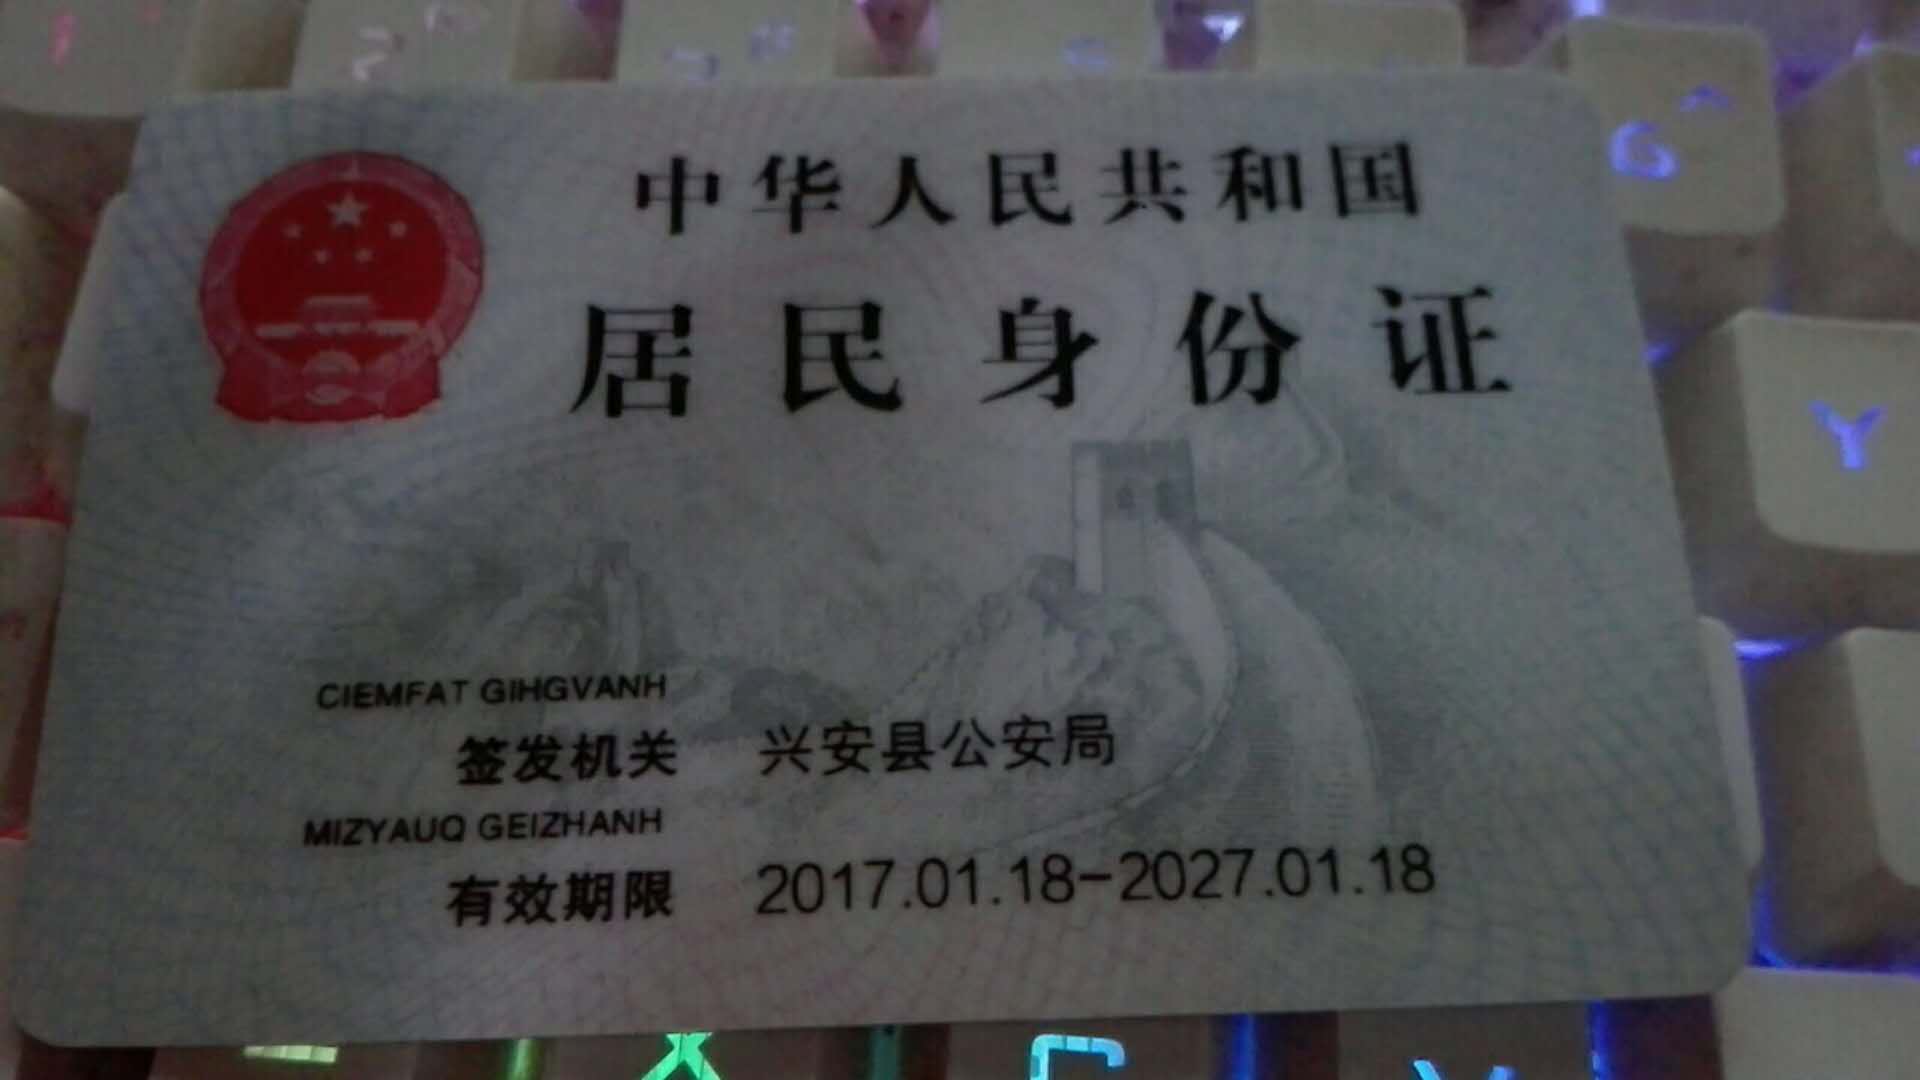 中华人民共和国
居民身份证
CIEMFAT GIHGVANH
签发机关 兴安县公安局
MIZYAUQ GEIZHANH
有效期限 2017.01.18-2027.01.18
6 ^
Y
X
C
V